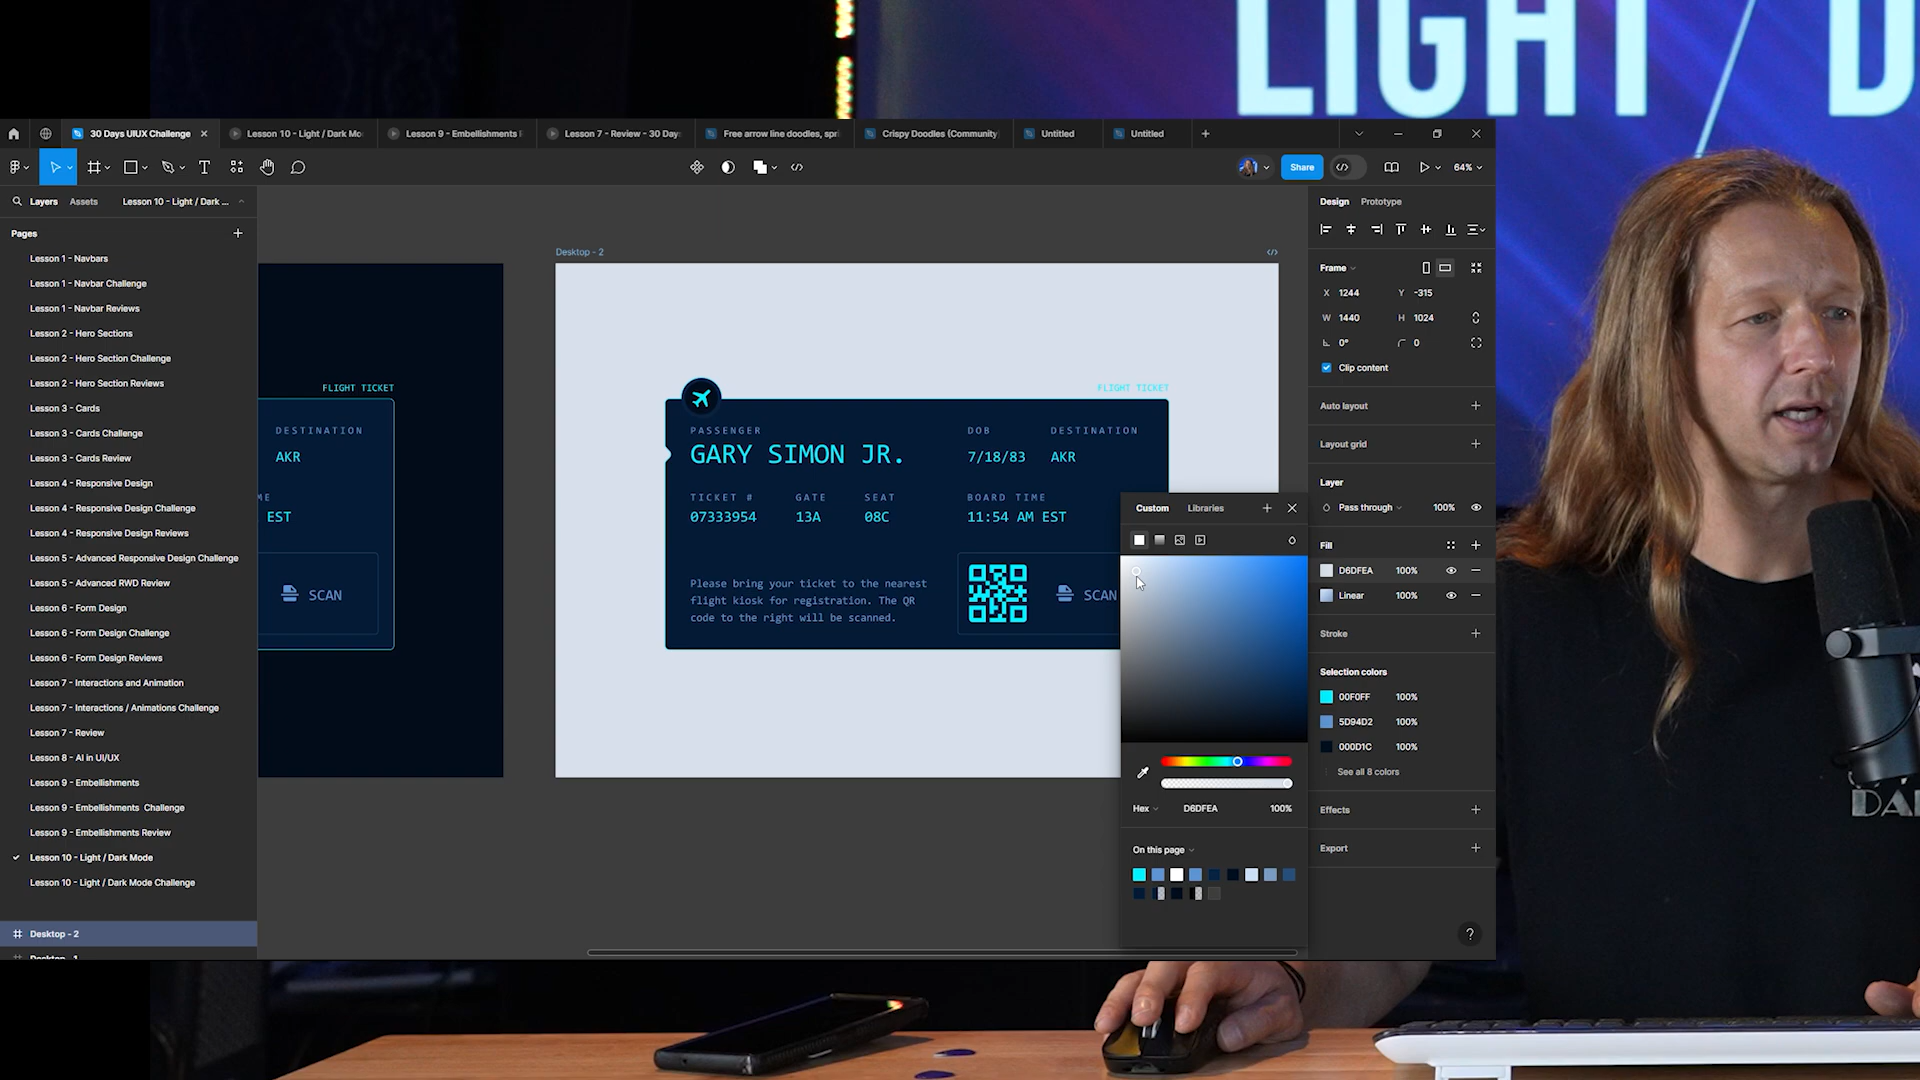 LIGHT / D
30 Days UIUX Challenge
Lesson 10 - Light / Dark Mo
Lesson 9 - Embellishments
Lesson 7 - Review - 30 Day
Free arrow line doodles, spri
Crispy Doodles (Community
Untitled
Untitled
Share
64%
Layers
Assets
Lesson 10 - Light / Dark ...
Pages
Lesson 1 - Navbars
Lesson 1 - Navbar Challenge
Lesson 1 - Navbar Reviews
Lesson 2 - Hero Sections
Lesson 2 - Hero Section Challenge
Lesson 2 - Hero Section Reviews
Lesson 3 - Cards
Lesson 3 - Cards Challenge
Lesson 3 - Cards Review
Lesson 4 - Responsive Design
Lesson 4 - Responsive Design Challenge
Lesson 4 - Responsive Design Reviews
Lesson 5 - Advanced Responsive Design Challenge
Lesson 5 - Advanced RWD Review
Lesson 6 - Form Design
Lesson 6 - Form Design Challenge
Lesson 6 - Form Design Reviews
Lesson 7 - Interactions and Animation
Lesson 7 - Interactions / Animations Challenge
Lesson 7 - Review
Lesson 8 - AI in UI/UX
Lesson 9 - Embellishments
Lesson 9 - Embellishments  Challenge
Lesson 9 - Embellishments Review
Lesson 10 - Light / Dark Mode
Lesson 10 - Light / Dark Mode Challenge
Desktop - 2
Desktop - 1
FLIGHT TICKET
DESTINATION
AKR
ME
EST
SCAN
Desktop - 2
FLIGHT TICKET
PASSENGER
DOB
DESTINATION
GARY SIMON JR.
7/18/83
AKR
TICKET #
GATE
SEAT
BOARD TIME
07333954
13A
08C
11:54 AM EST
Please bring your ticket to the nearest
flight kiosk for registration. The QR
code to the right will be scanned.
SCAN
Custom
Libraries
Hex
D6DFEA
100%
On this page
Design
Prototype
Frame
X 1244
Y -315
W 1440
H 1024
0°
0
Clip content
Auto layout
Layout grid
Layer
Pass through
100%
Fill
D6DFEA
100%
Linear
100%
Stroke
Selection colors
00F0FF
100%
5D94D2
100%
000D1C
100%
See all 8 colors
Effects
Export
?
DA